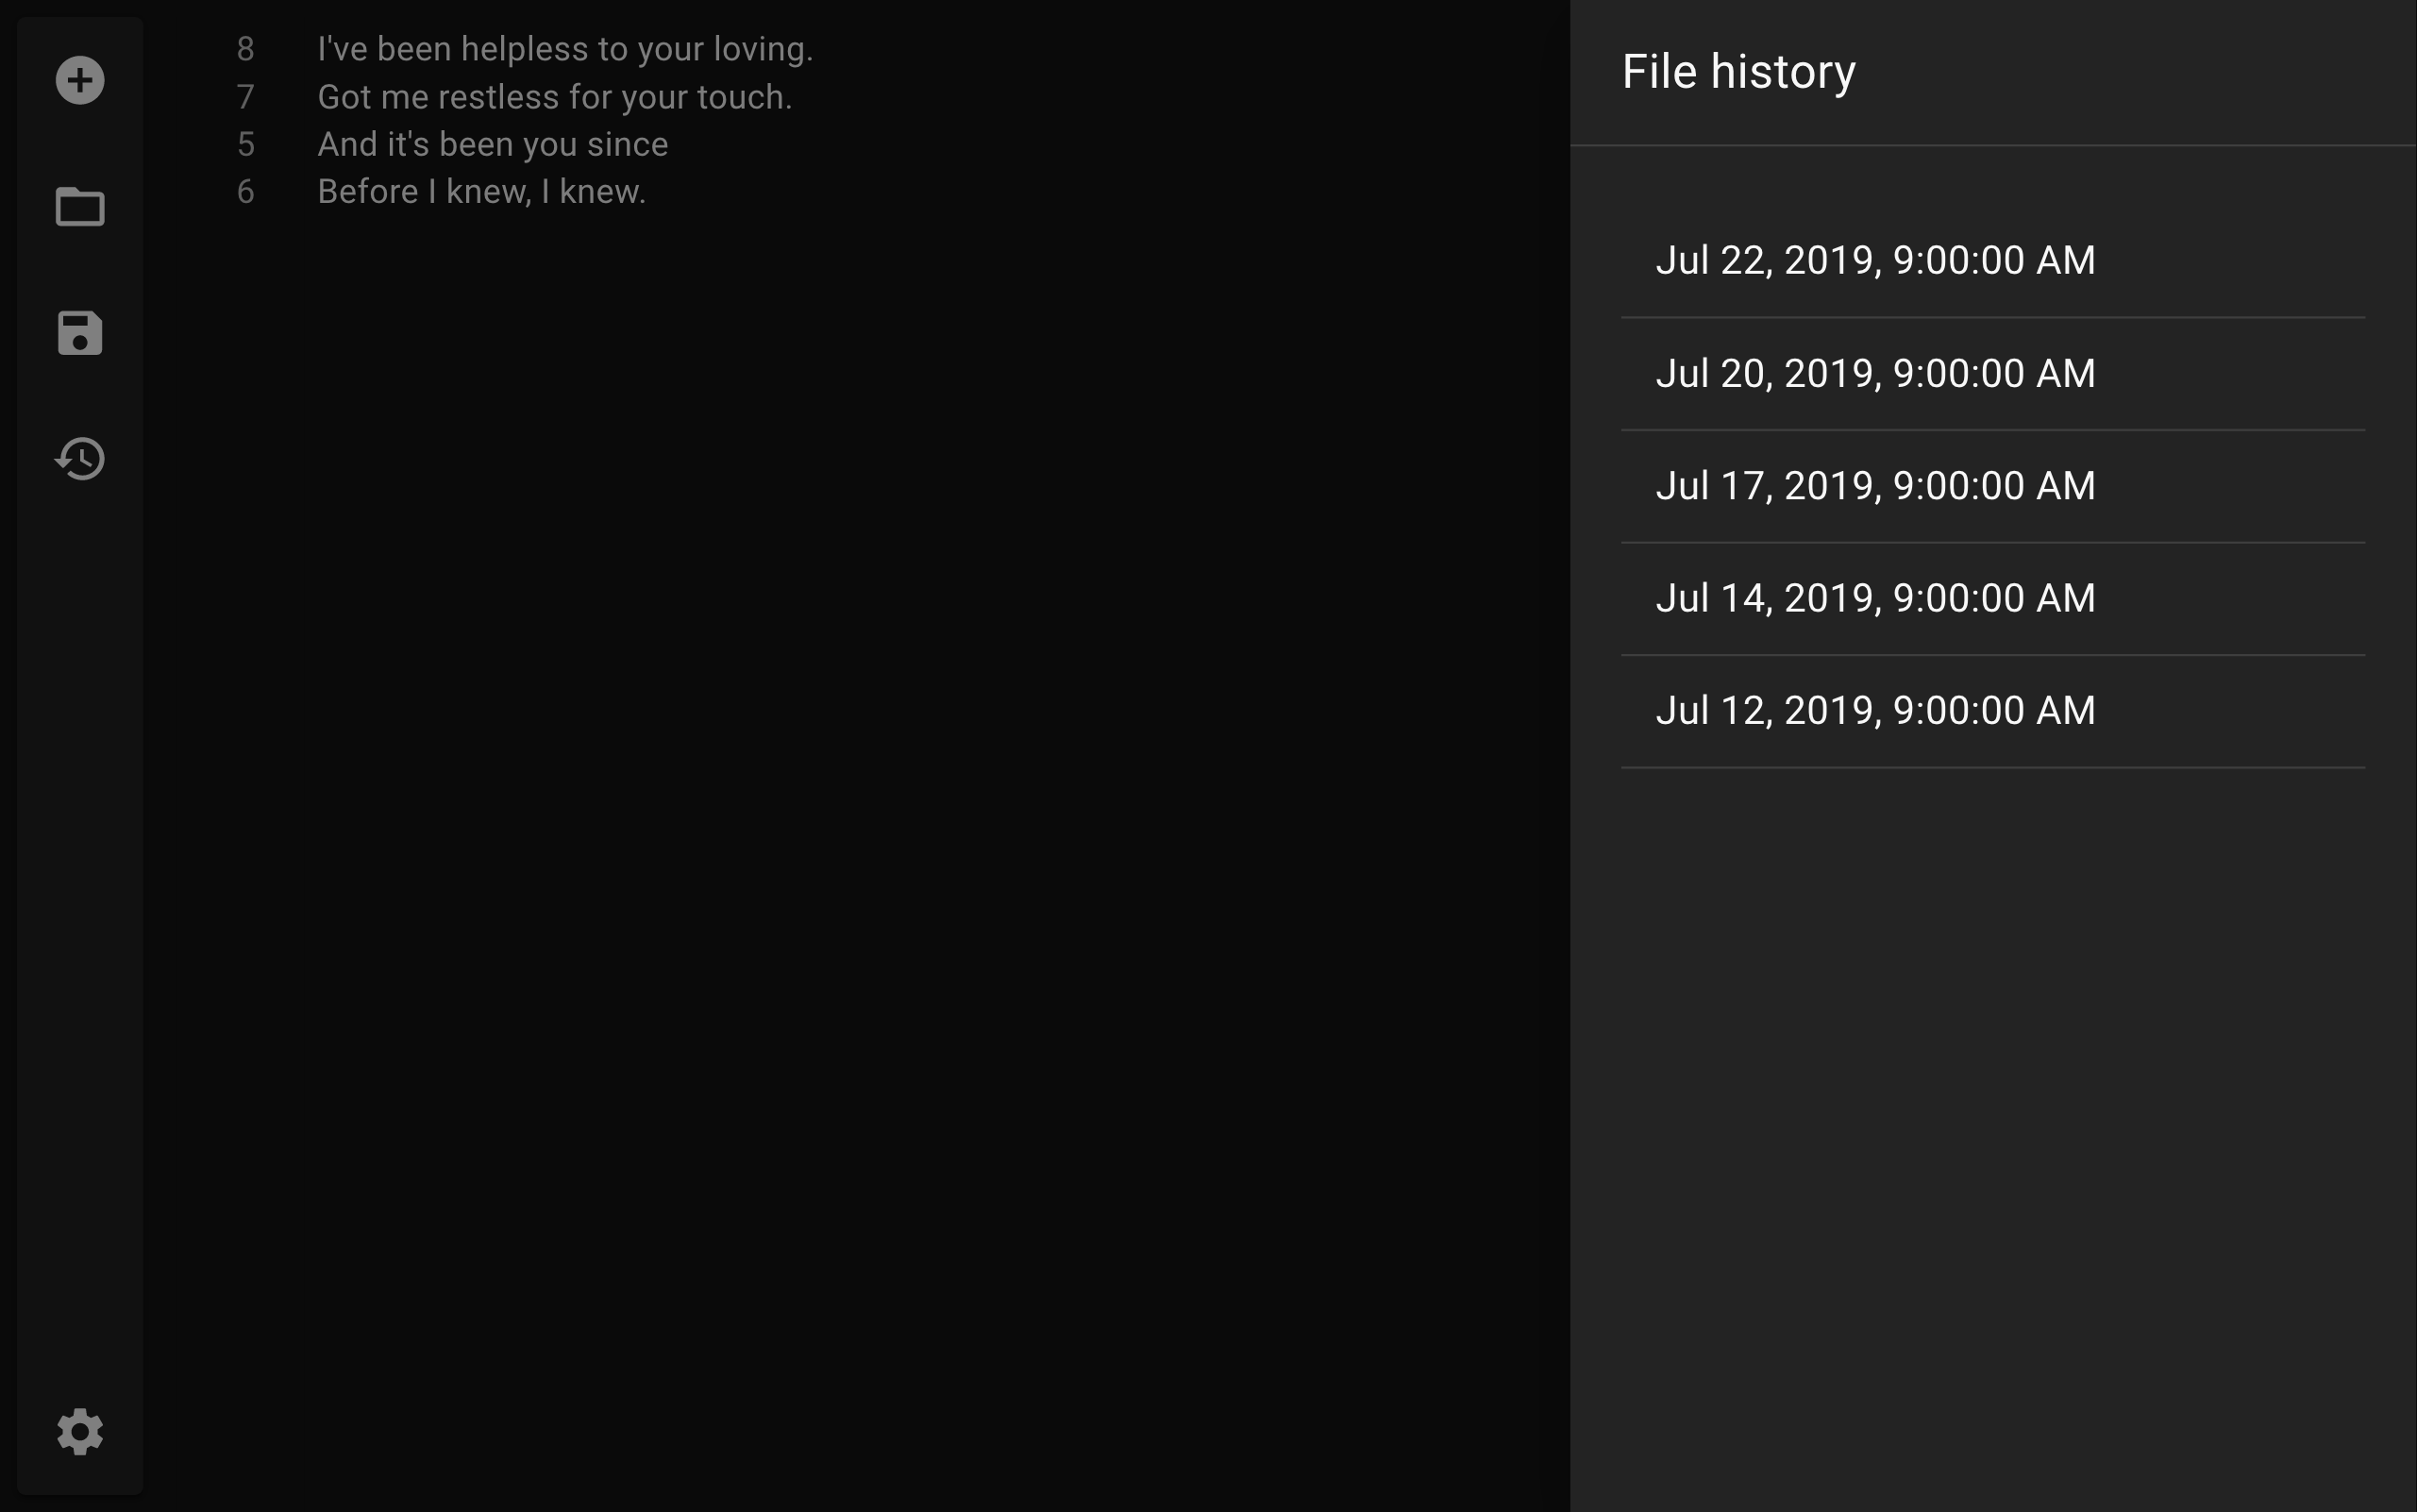 8 I've been helpless to your loving.
7 Got me restless for your touch.
5 And it's been you since
6 Before I knew, I knew.
File history
Jul 22, 2019, 9:00:00 AM
Jul 20, 2019, 9:00:00 AM
Jul 17, 2019, 9:00:00 AM
Jul 14, 2019, 9:00:00 AM
Jul 12, 2019, 9:00:00 AM